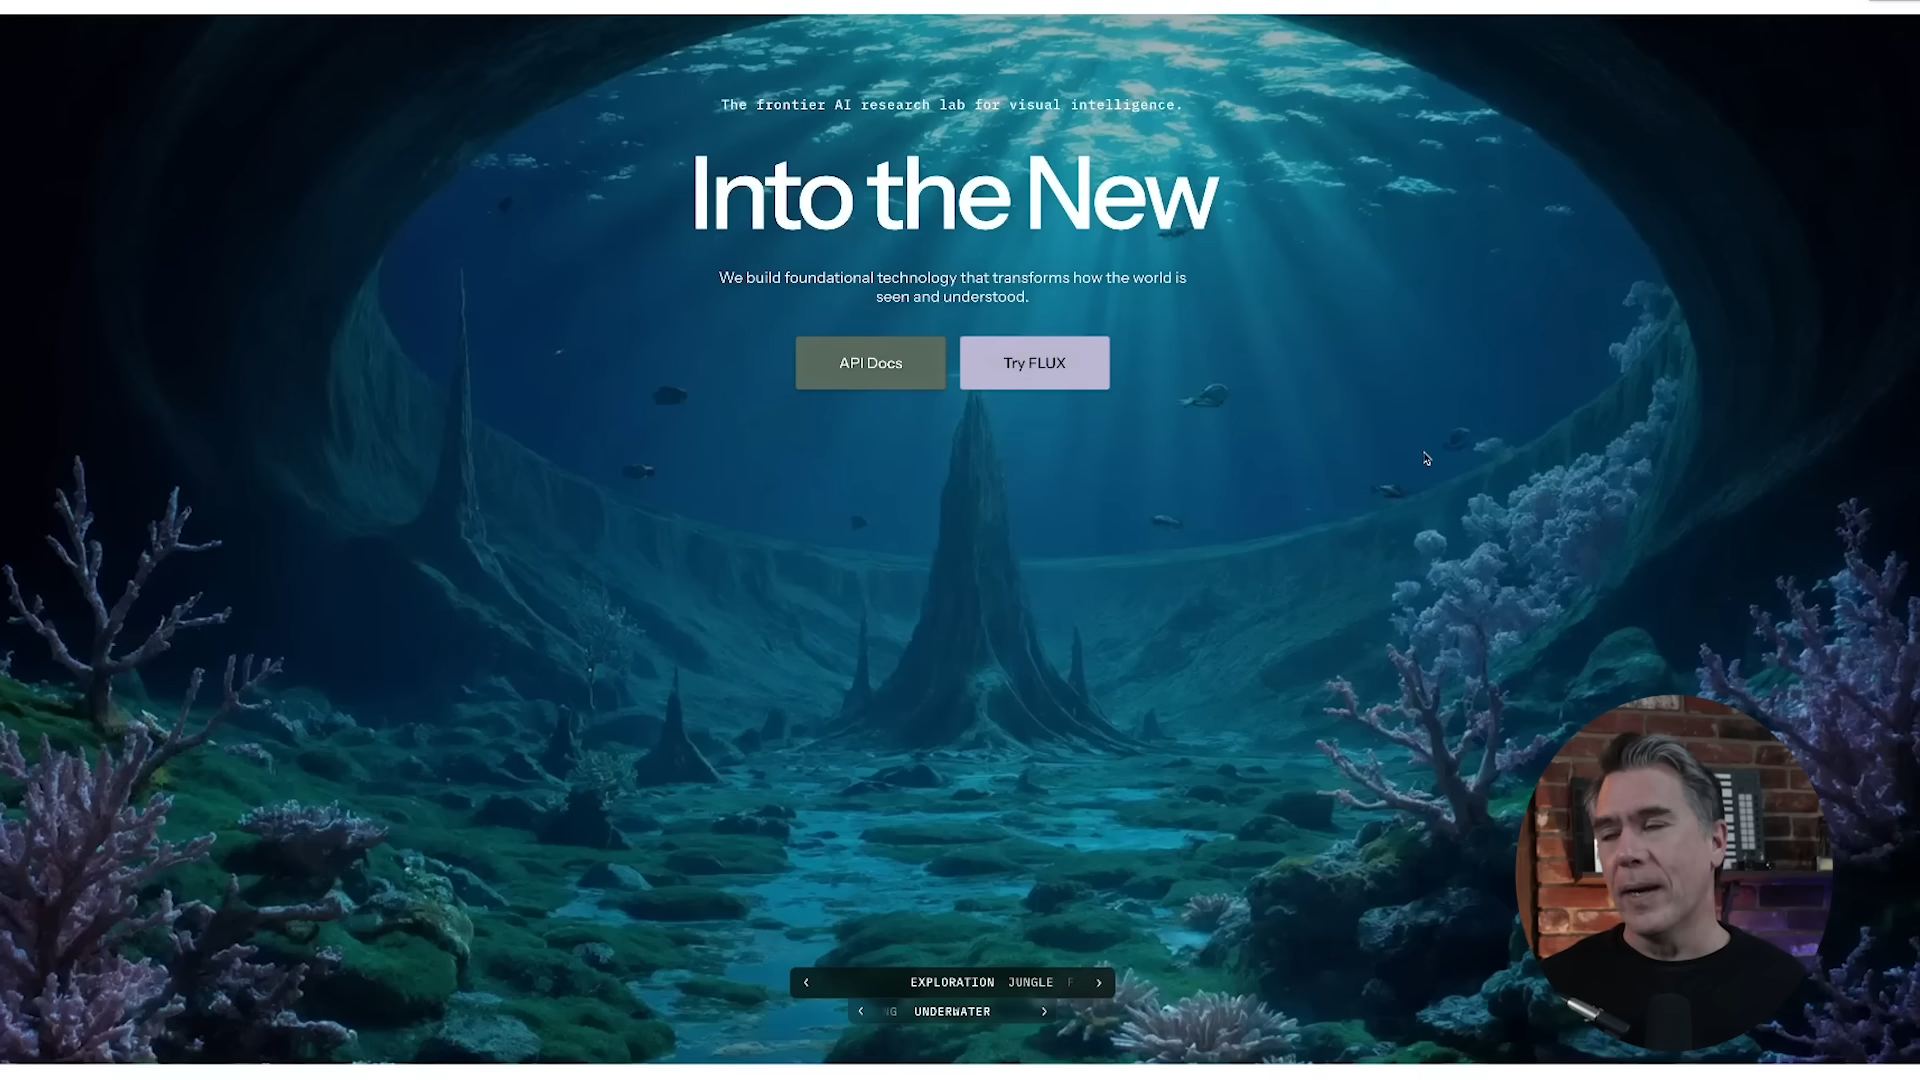 The frontier AI research lab for visual intelligence.
Into the New
We build foundational technology that transforms how the world is
seen and understood.
API Docs
Try FLUX
EXPLORATION JUNGLE F
NG UNDERWATER